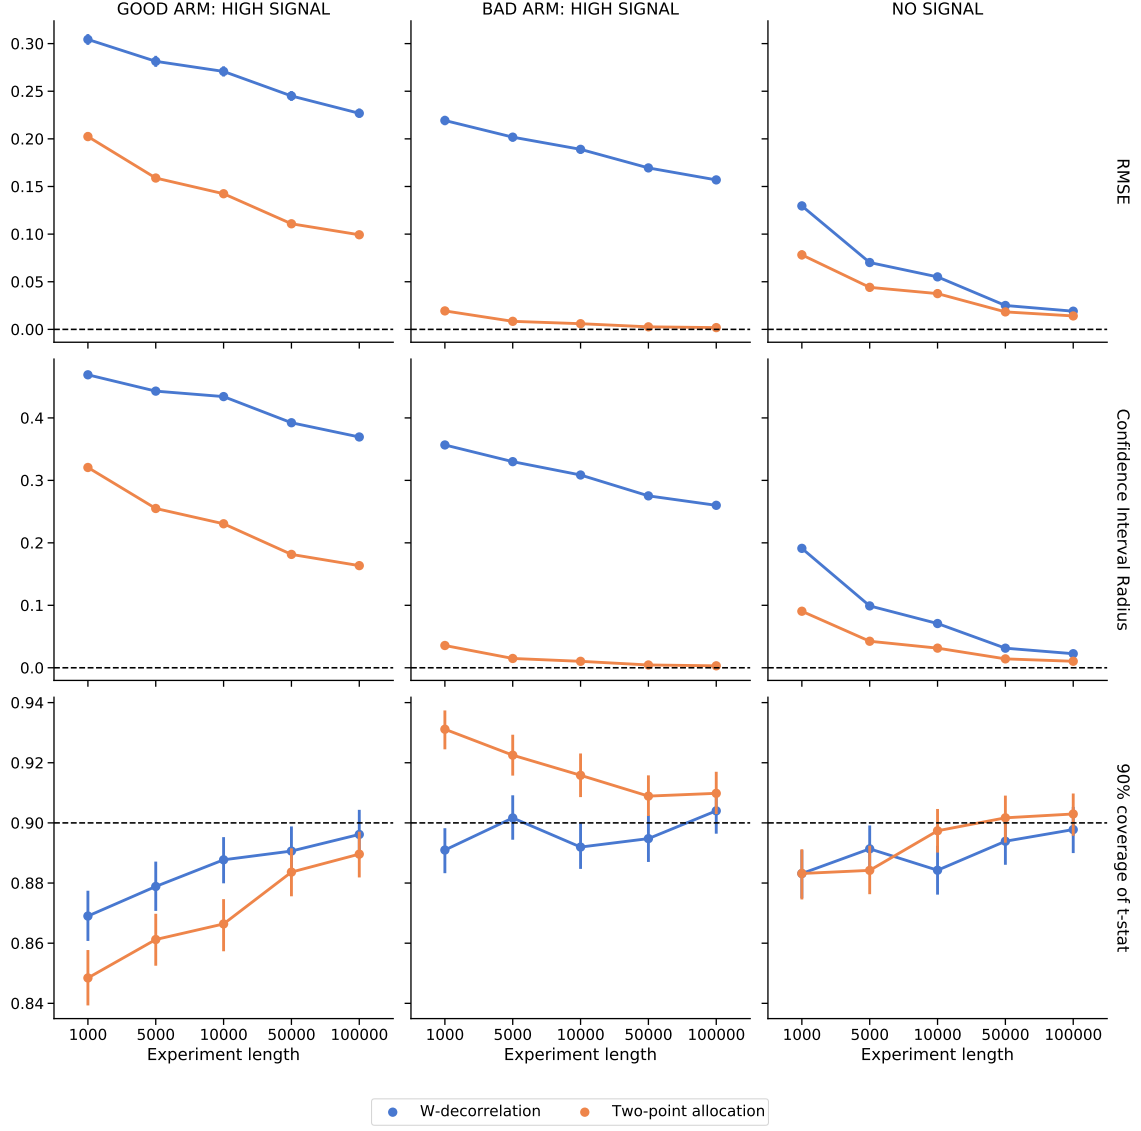 GOOD ARM: HIGH SIGNAL
BAD ARM: HIGH SIGNAL
NO SIGNAL
0.30
0.25
0.20
0.15
0.10
0.05
0.00
RMSE
0.4
0.3
0.2
0.1
0.0
Confidence Interval Radius
0.94
0.92
0.90
0.88
0.86
0.84
90% coverage of t-stat
1000 5000 10000 50000 100000
Experiment length
1000 5000 10000 50000 100000
Experiment length
1000 5000 10000 50000 100000
Experiment length
W-decorrelation
Two-point allocation